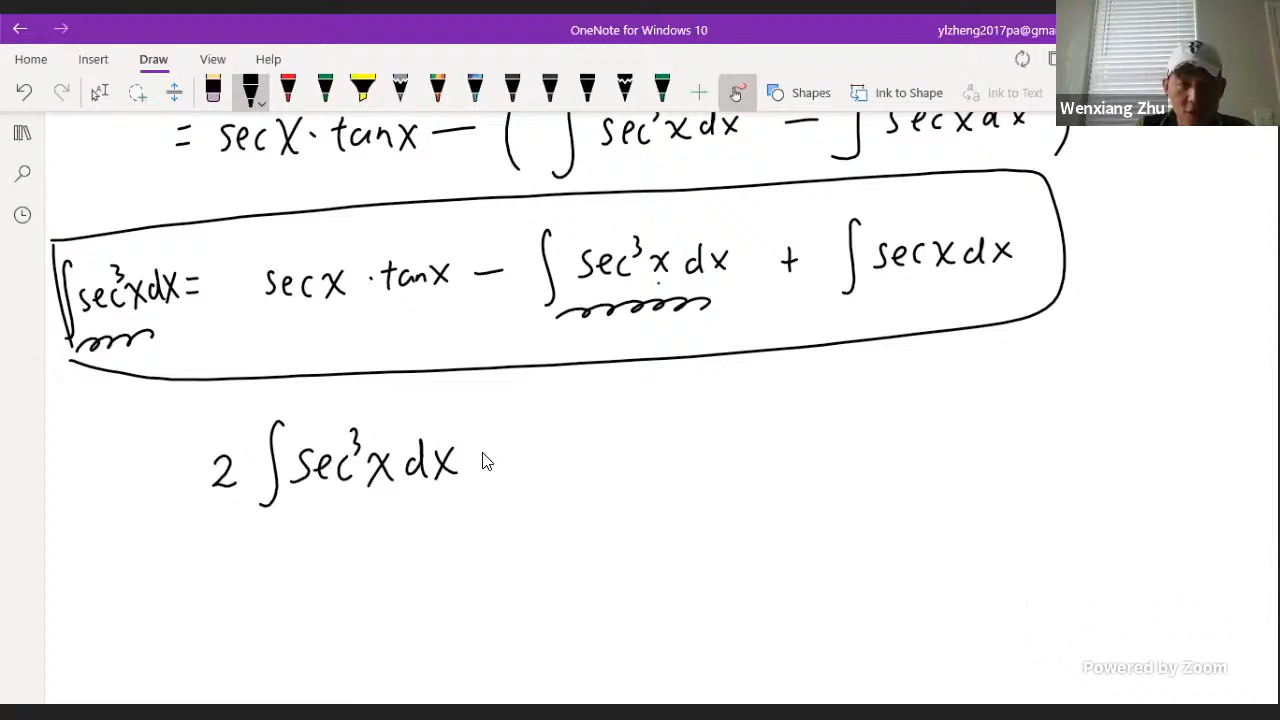 OneNote for Windows 10
ylzheng2017pa@gma
Home Insert Draw View Help
Shapes Ink to Shape Ink to Text
Wenxiang Zhu
= sec x · tan x − ( ∫ sec³x dx − ∫ sec x dx )
∫ sec³x dx = sec x · tan x − ∫ sec³x dx + ∫ sec x dx
2 ∫ sec³x dx
Powered by Zoom